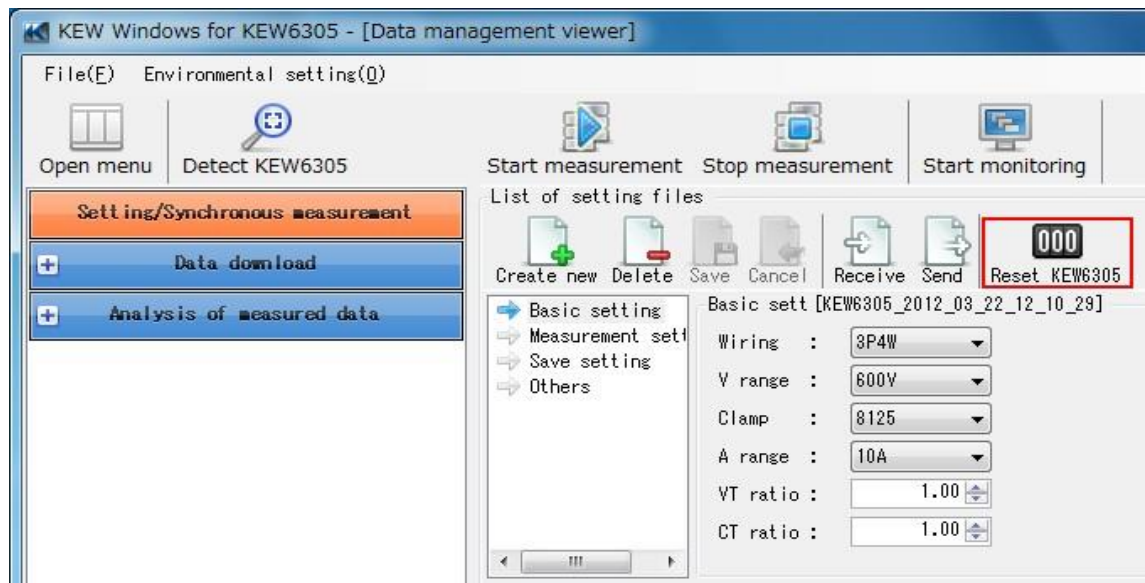 KEW Windows for KEW6305 - [Data management viewer]
File(F) Environmental setting(O)
Open menu Detect KEW6305 Start measurement Stop measurement Start monitoring
Setting/Synchronous measurement
Data download
Analysis of measured data
List of setting files
Create new Delete Save Cancel Receive Send 000 Reset KEW6305
Basic setting
Measurement sett
Save setting
Others
Basic sett [KEW6305_2012_03_22_12_10_29]
Wiring : 3P4W
V range : 600V
Clamp : 8125
A range : 10A
VT ratio : 1.00
CT ratio : 1.00